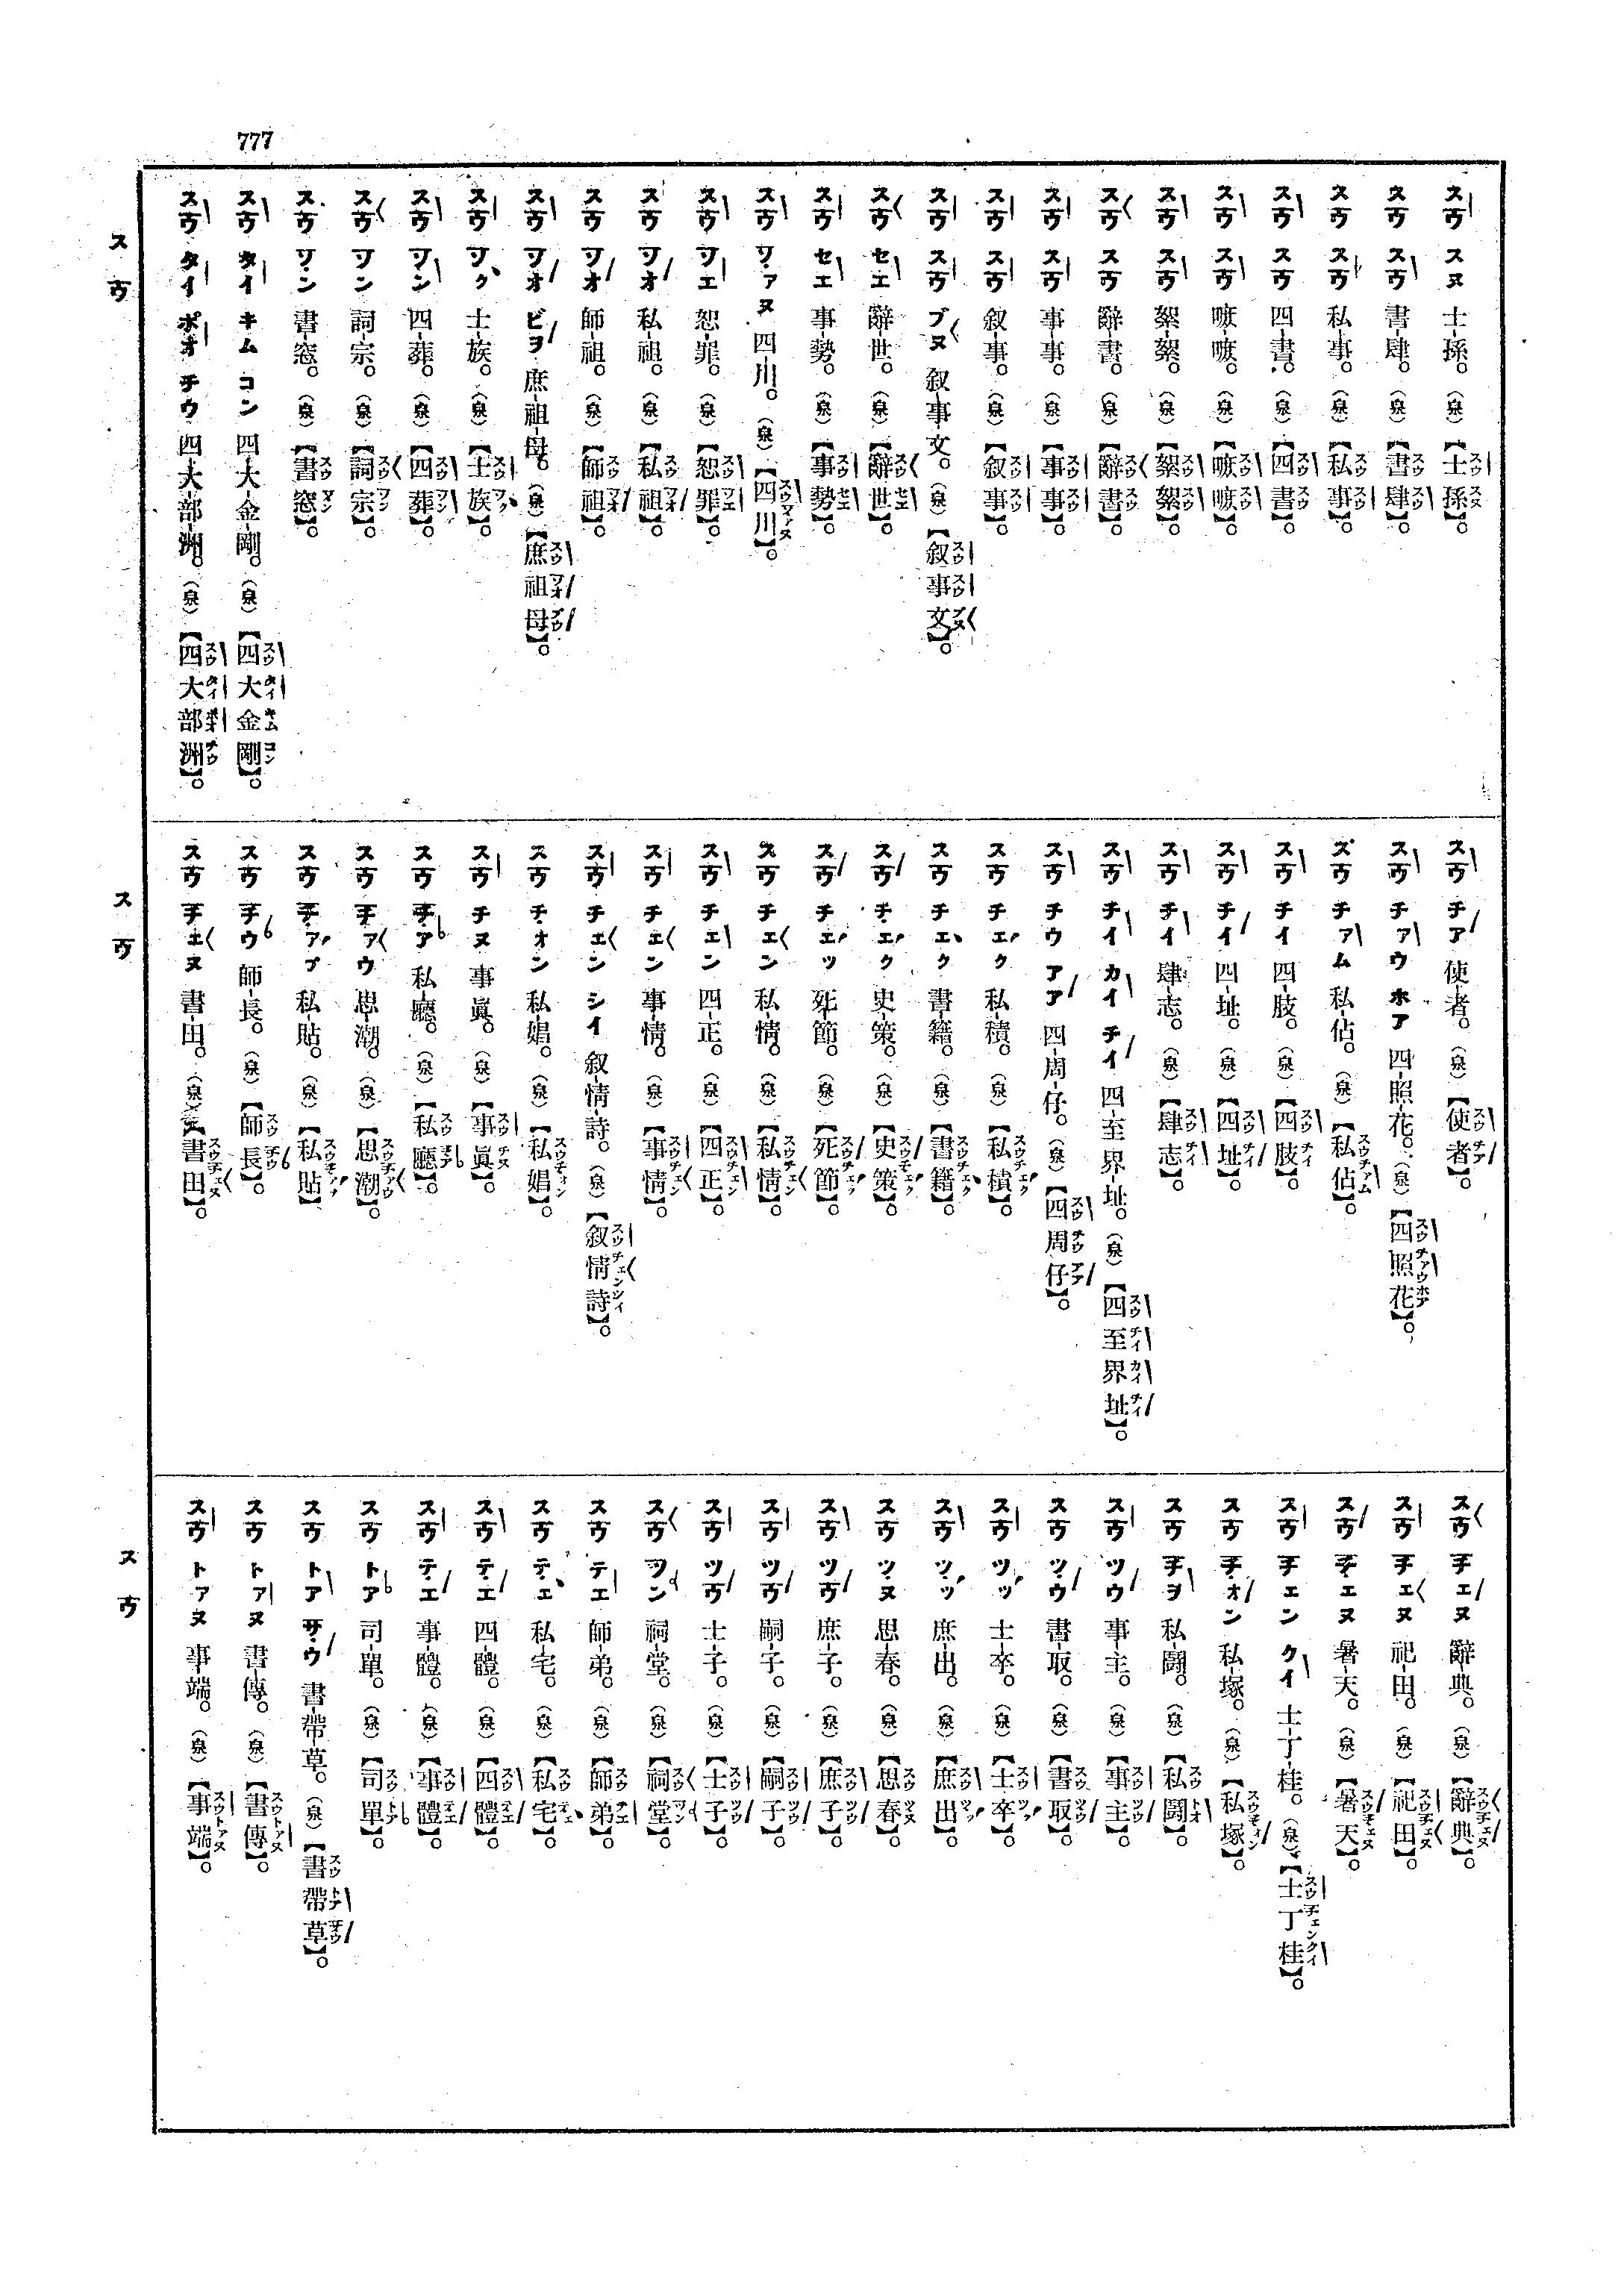 777
スウ スヌ 士-孫。（泉）【士孫】。
スウ スウ 書-肆。（泉）【書肆】。
スウ スウ 私-事。（泉）【私事】。
スウ スウ 四-書。（泉）【四書】。
スウ スウ 嗾-嗾。（泉）【嗾嗾】。
スウ スウ 絮-絮。（泉）【絮絮】。
スウ スウ 辭-書。（泉）【辭書】。
スウ スウ 事-事。（泉）【事事】。
スウ スウ 叙-事。（泉）【叙事】。
スウ スウ ブヌ 叙-事-文。（泉）【叙事文】。
スウ セエ 辭-世。（泉）【辭世】。
スウ セエ 事-勢。（泉）【事勢】。
スウ ツ・アヌ 四-川。（泉）【四川】。
スウ ツエ 恕-罪。（泉）【恕罪】。
スウ ツオ 私-祖。（泉）【私祖】。
スウ ツオ 師-祖。（泉）【師祖】。
スウ ツオ ビヲ 庶-祖-母。（泉）【庶祖母】。
スウ ツク 士-族。（泉）【士族】。
スウ ツン 四-葬。（泉）【四葬】。
スウ ツン 詞-宗。（泉）【詞宗】。
スウ ツ・ン 書-窓。（泉）【書窓】。
スウ タイ キム コン 四-大-金-剛。（泉）【四大金剛】。
スウ タイ ポオ チウ 四-大-部-洲。（泉）【四大部洲】。
スウ チア 使-者。（泉）【使者】。
スウ チァウ ホア 四-照-花。（泉）【四照花】。
スウ チァム 私-佔。（泉）【私佔】。
スウ チイ 四-肢。（泉）【四肢】。
スウ チイ 四-址。（泉）【四址】。
スウ チイ 肆-志。（泉）【肆志】。
スウ チイ カイ チイ 四-至-界-址。（泉）【四至界址】。
スウ チウ アア 四-周-仔。（泉）【四周仔】。
スウ チェク 私-積。（泉）【私積】。
スウ チェク 書-籍。（泉）【書籍】。
スウ チ・ェク 史-策。（泉）【史策】。
スウ チェッ 死-節。（泉）【死節】。
スウ チェン 私-情。（泉）【私情】。
スウ チェン 四-正。（泉）【四正】。
スウ チェン 事-情。（泉）【事情】。
スウ チェン シイ 叙-情-詩。（泉）【叙情詩】。
スウ チ・ォン 私-娼。（泉）【私娼】。
スウ チヌ 事-眞。（泉）【事眞】。
スウ チ・ア 私-廳。（泉）【私廳】。
スウ チ・ァウ 思-潮。（泉）【思潮】。
スウ チ・ァプ 私-貼。（泉）【私貼】
スウ チウ 師-長。（泉）【師長】。
スウ チェヌ 書-田。（泉）【書田】。
スウ チェヌ 辭-典。（泉）【辭典】。
スウ チェヌ 祀-田。（泉）【祀田】。
スウ チ・ェヌ 暑-天。（泉）【暑天】。
スウ チェン クイ 士-丁-桂。（泉）【士丁桂】。
スウ チ・ォン 私-塚。（泉）【私塚】。
スウ チヲ 私-鬪。（泉）【私鬪】。
スウ ツウ 事-主。（泉）【事主】。
スウ ツ・ウ 書-取。（泉）【書取】。
スウ ツッ 士-卒。（泉）【士卒】。
スウ ツ・ッ 庶-出。（泉）【庶出】。
スウ ツ・ヌ 思-春。（泉）【思春】。
スウ ツウ 庶-子。（泉）【庶子】。
スウ ツウ 嗣-子。（泉）【嗣子】。
スウ ツウ 士-子。（泉）【士子】。
スウ ツン 祠-堂。（泉）【祠堂】。
スウ テエ 師-弟。（泉）【師弟】。
スウ テ・ェ 私-宅。（泉）【私宅】。
スウ テ・エ 四-體。（泉）【四體】。
スウ テ・エ 事-體。（泉）【事體】。
スウ トア 司-單。（泉）【司單】。
スウ トア サ・ウ 書-帶-草。（泉）【書帶草】。
スウ トァヌ 書-傳。（泉）【書傳】。
スウ トァヌ 事-端。（泉）【事端】。
スウ
スウ
スウ